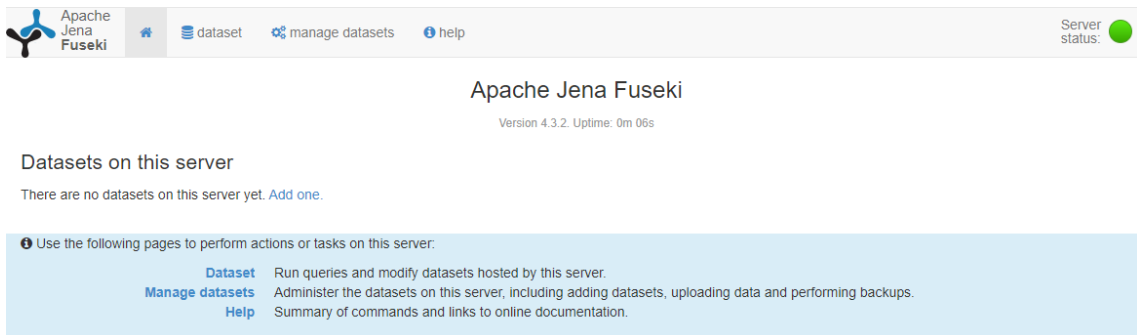 Apache
Jena
Fuseki
dataset
manage datasets
help
Server
status:
Apache Jena Fuseki
Version 4.3.2. Uptime: 0m 06s
Datasets on this server
There are no datasets on this server yet. Add one.
Use the following pages to perform actions or tasks on this server:
Dataset Run queries and modify datasets hosted by this server.
Manage datasets Administer the datasets on this server, including adding datasets, uploading data and performing backups.
Help Summary of commands and links to online documentation.